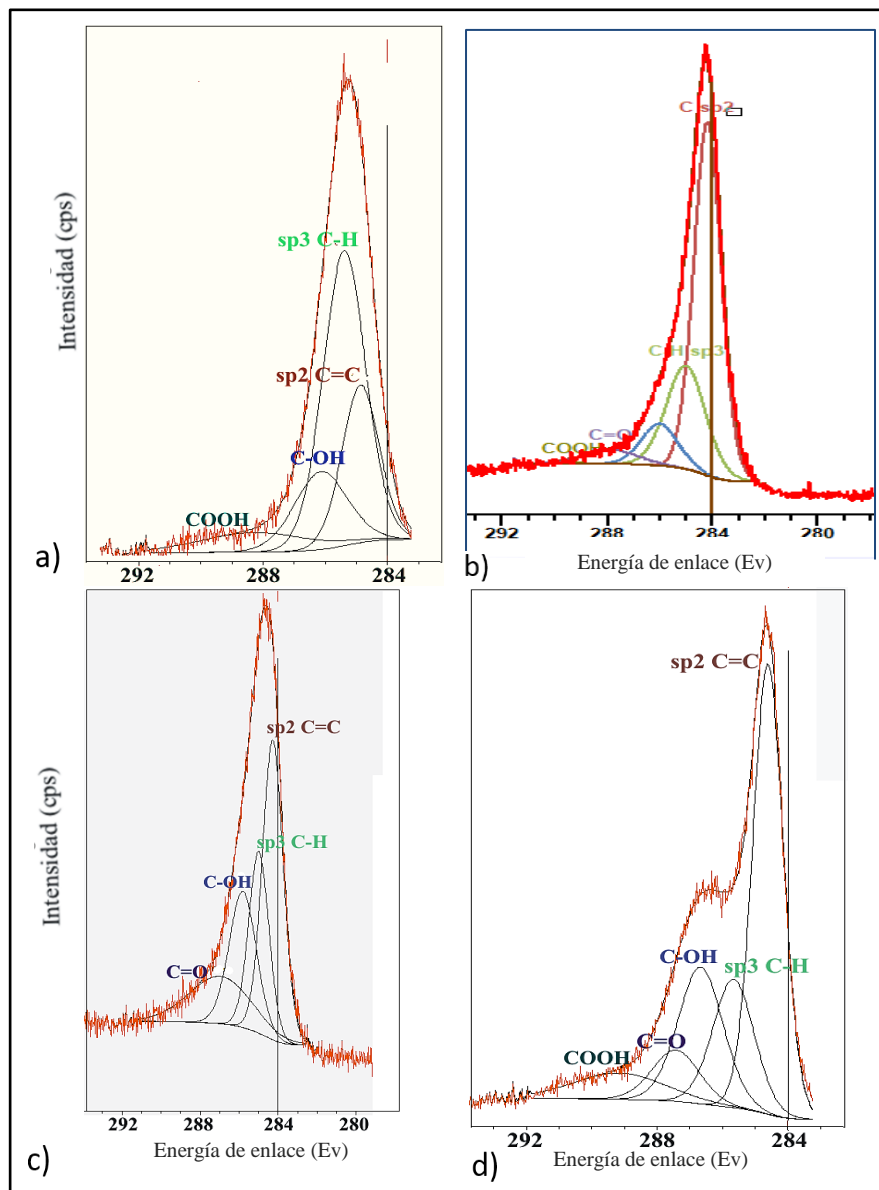 a)
Intensidad (cps)
sp3 C-H
sp2 C=C
C-OH
COOH
292
288
284
b)
C sp2
C-H sp3
C=O
COOH
292
288
284
280
Energía de enlace (Ev)
c)
Intensidad (cps)
sp2 C=C
sp3 C-H
C-OH
C=O
292
288
284
280
Energía de enlace (Ev)
d)
sp2 C=C
C-OH
sp3 C-H
C=O
COOH
292
288
284
Energía de enlace (Ev)